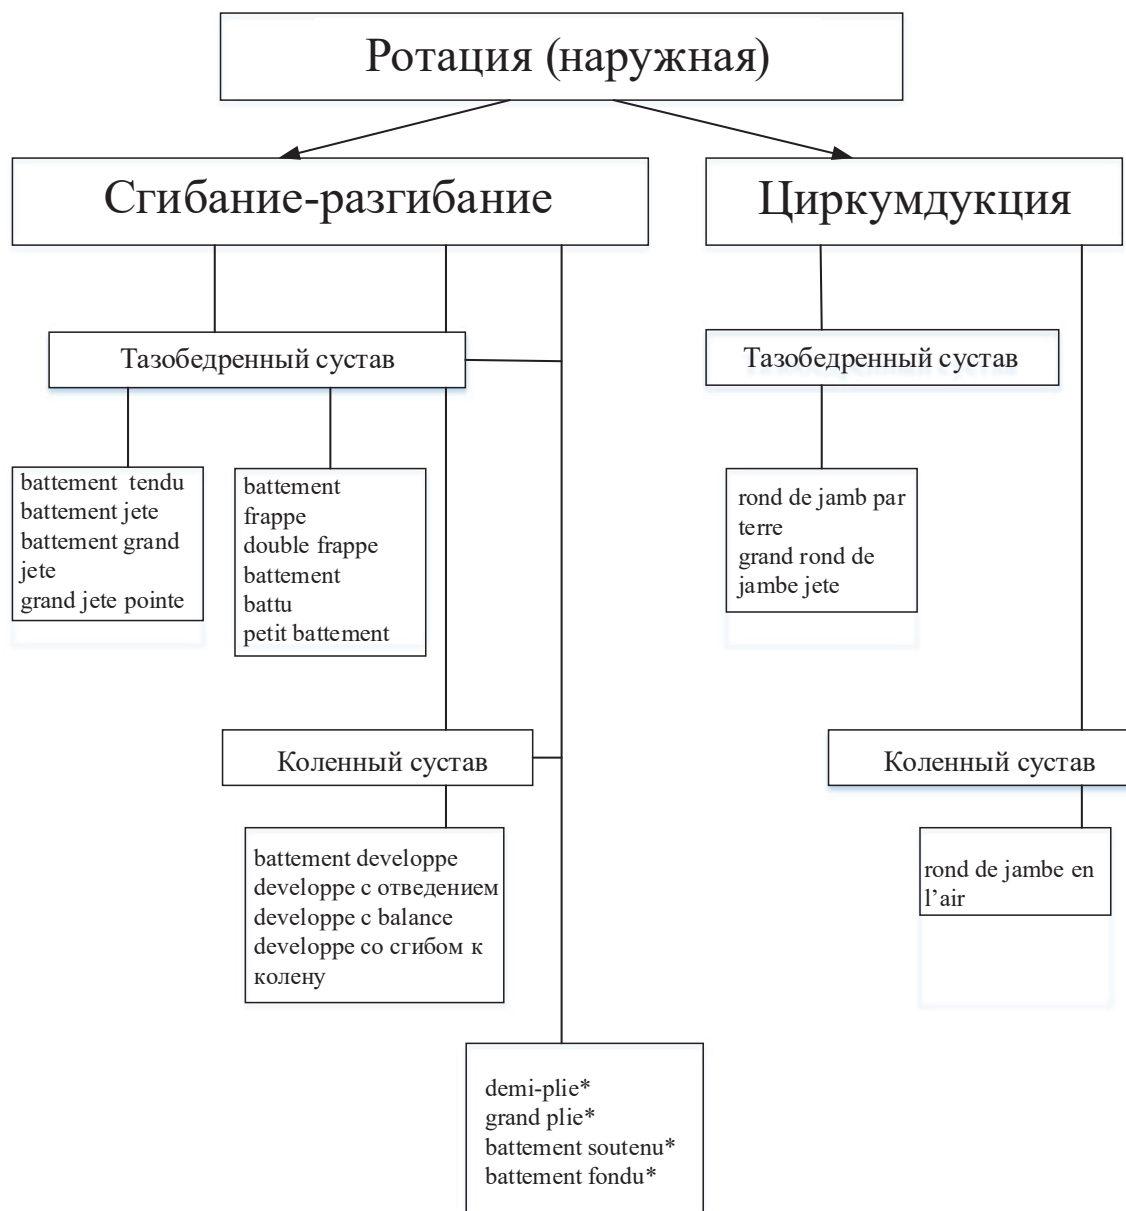 Ротация (наружная)
Сгибание-разгибание
Циркумдукция
Тазобедренный сустав
Тазобедренный сустав
battement tendu
battement jete
battement grand
jete
grand jete pointe
battement
frappe
double frappe
battement
battu
petit battement
rond de jamb par
terre
grand rond de
jambe jete
Коленный сустав
Коленный сустав
battement developpe
developpe с отведением
developpe с balance
developpe со сгибом к
колену
rond de jambe en
l’air
demi-plie*
grand plie*
battement soutenu*
battement fondu*